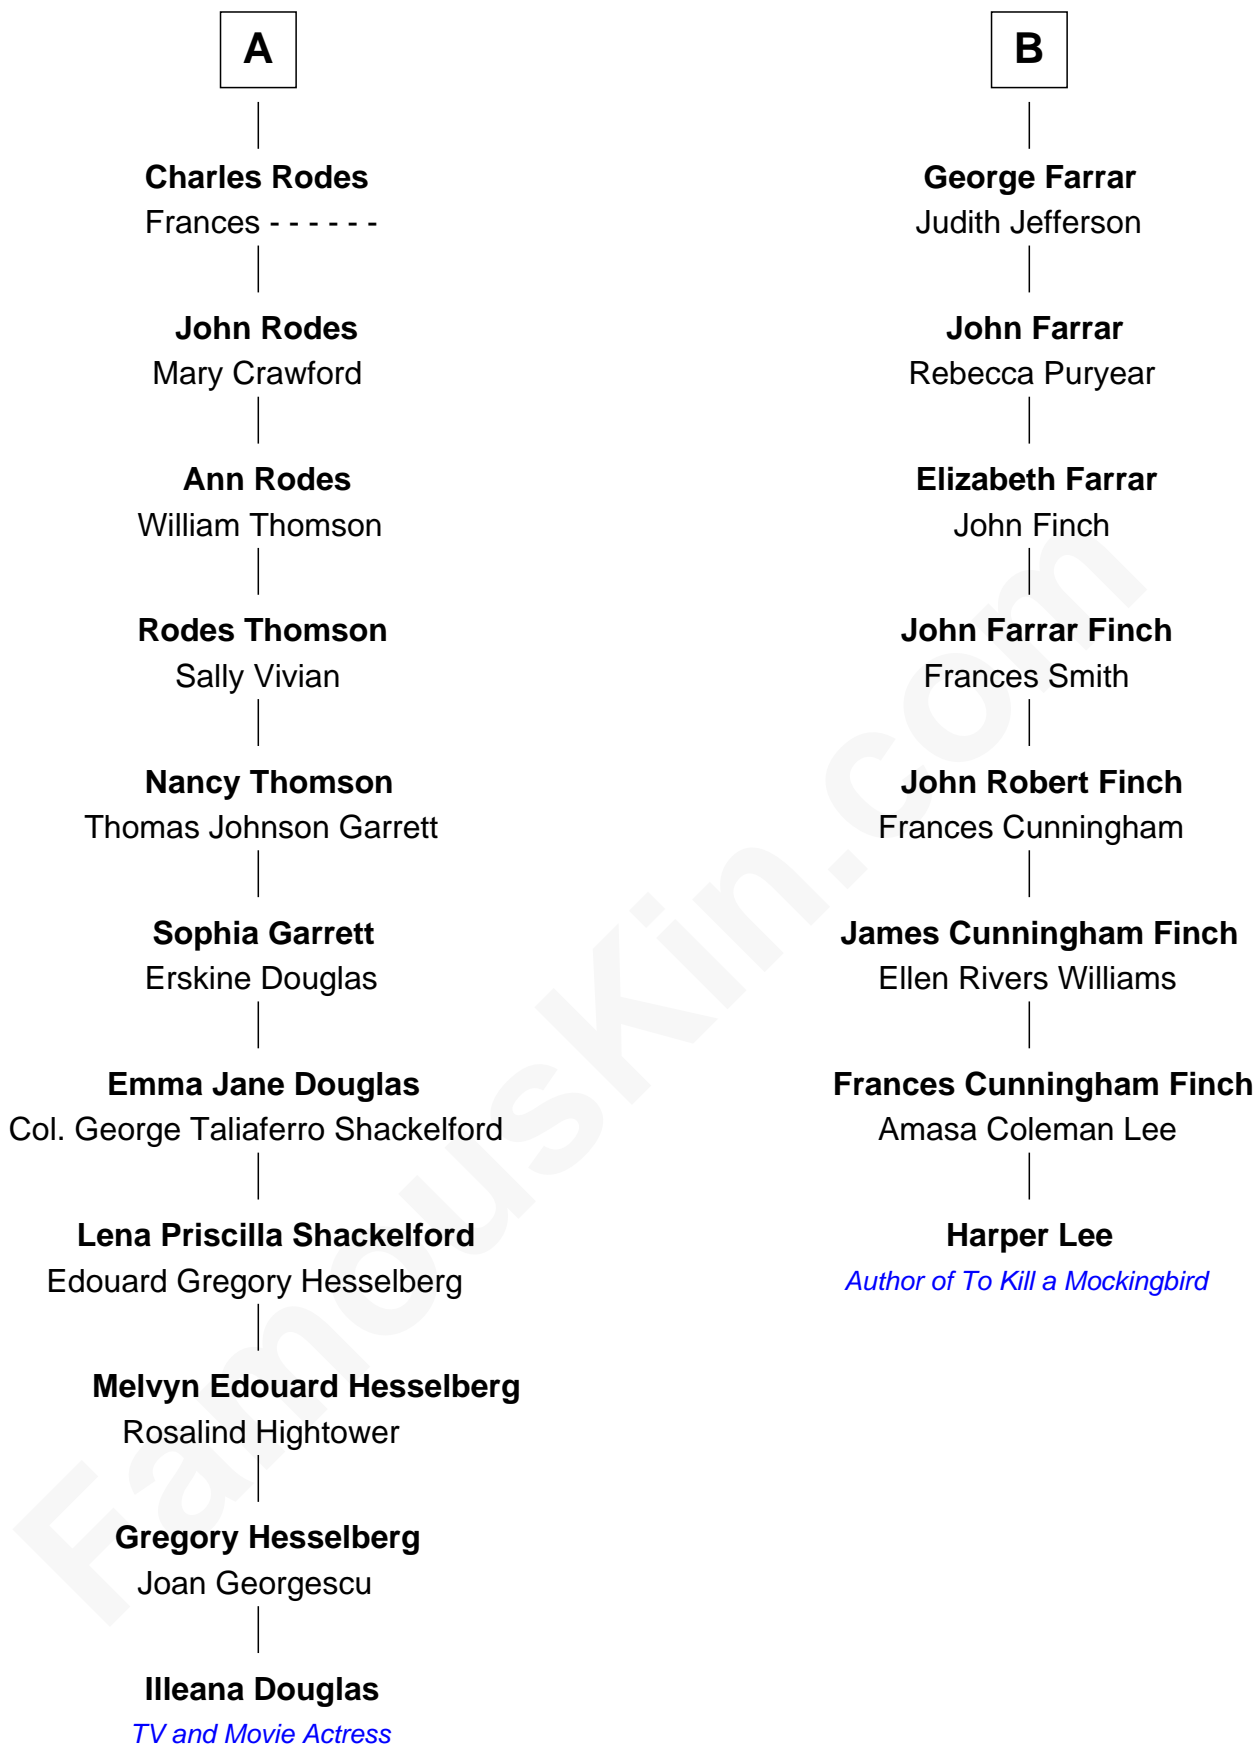 A
Charles Rodes
Frances - - - - - -
John Rodes
Mary Crawford
Ann Rodes
William Thomson
Rodes Thomson
Sally Vivian
Nancy Thomson
Thomas Johnson Garrett
Sophia Garrett
Erskine Douglas
Emma Jane Douglas
Col. George Taliaferro Shackelford
Lena Priscilla Shackelford
Edouard Gregory Hesselberg
Melvyn Edouard Hesselberg
Rosalind Hightower
Gregory Hesselberg
Joan Georgescu
Illeana Douglas
TV and Movie Actress
B
George Farrar
Judith Jefferson
John Farrar
Rebecca Puryear
Elizabeth Farrar
John Finch
John Farrar Finch
Frances Smith
John Robert Finch
Frances Cunningham
James Cunningham Finch
Ellen Rivers Williams
Frances Cunningham Finch
Amasa Coleman Lee
Harper Lee
Author of To Kill a Mockingbird
FamousKin.com